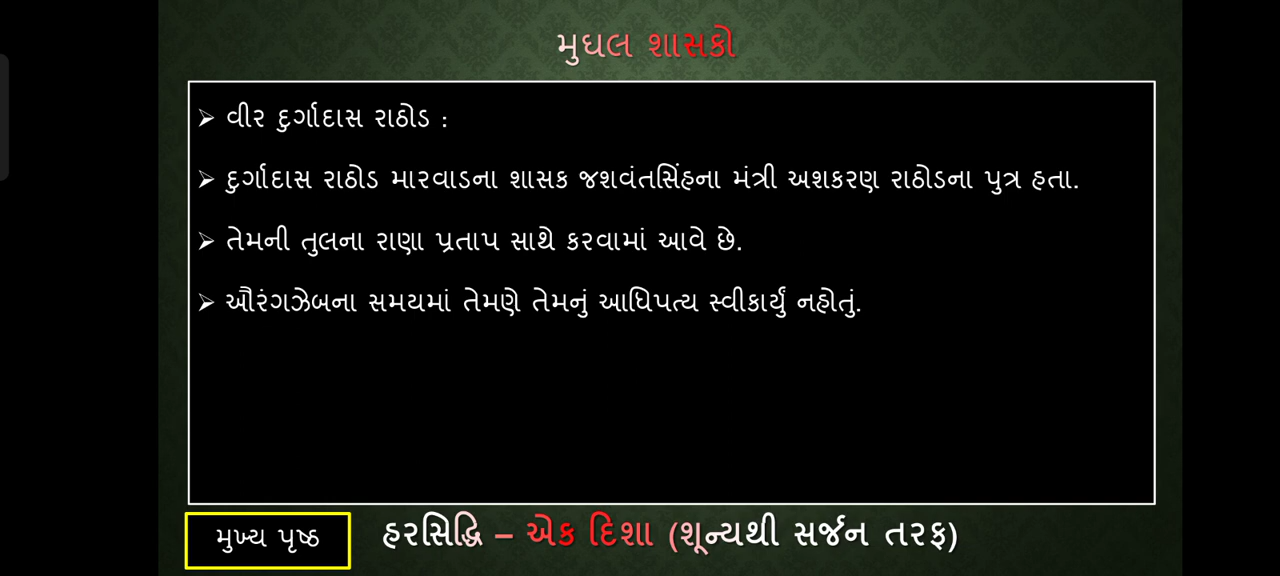 મુઘલ શાસકો
➢ વીર દુર્ગાદાસ રાઠોડ :
➢ દુર્ગાદાસ રાઠોડ મારવાડના શાસક જશવંતસિંહના મંત્રી અશકરણ રાઠોડના પુત્ર હતા.
➢ તેમની તુલના રાણા પ્રતાપ સાથે કરવામાં આવે છે.
➢ ઔરંગઝેબના સમયમાં તેમણે તેમનું આધિપત્ય સ્વીકાર્યું નહોતું.
મુખ્ય પૃષ્ઠ
હરસિદ્ધિ – એક દિશા (શૂન્યથી સર્જન તરફ)